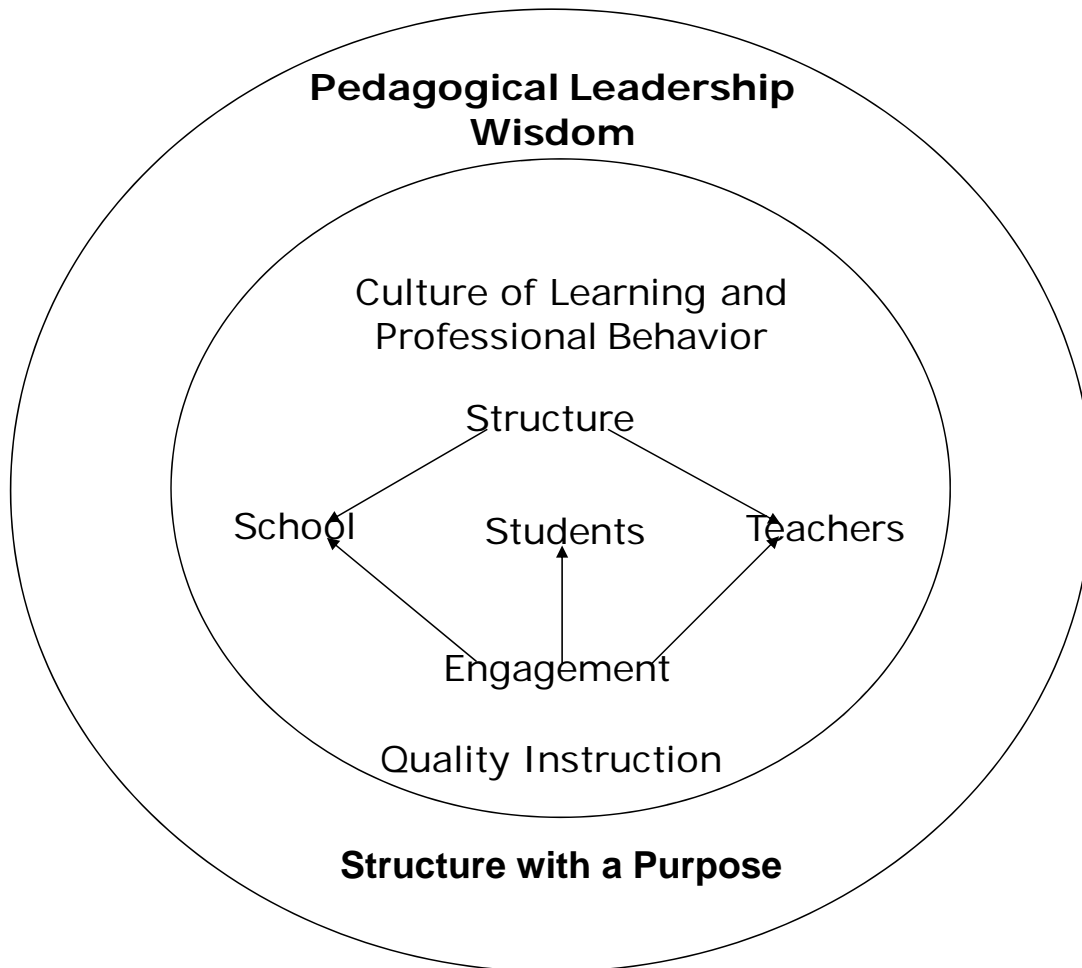 Pedagogical Leadership
Wisdom
Culture of Learning and
Professional Behavior
Structure
School
Students
Teachers
Engagement
Quality Instruction
Structure with a Purpose